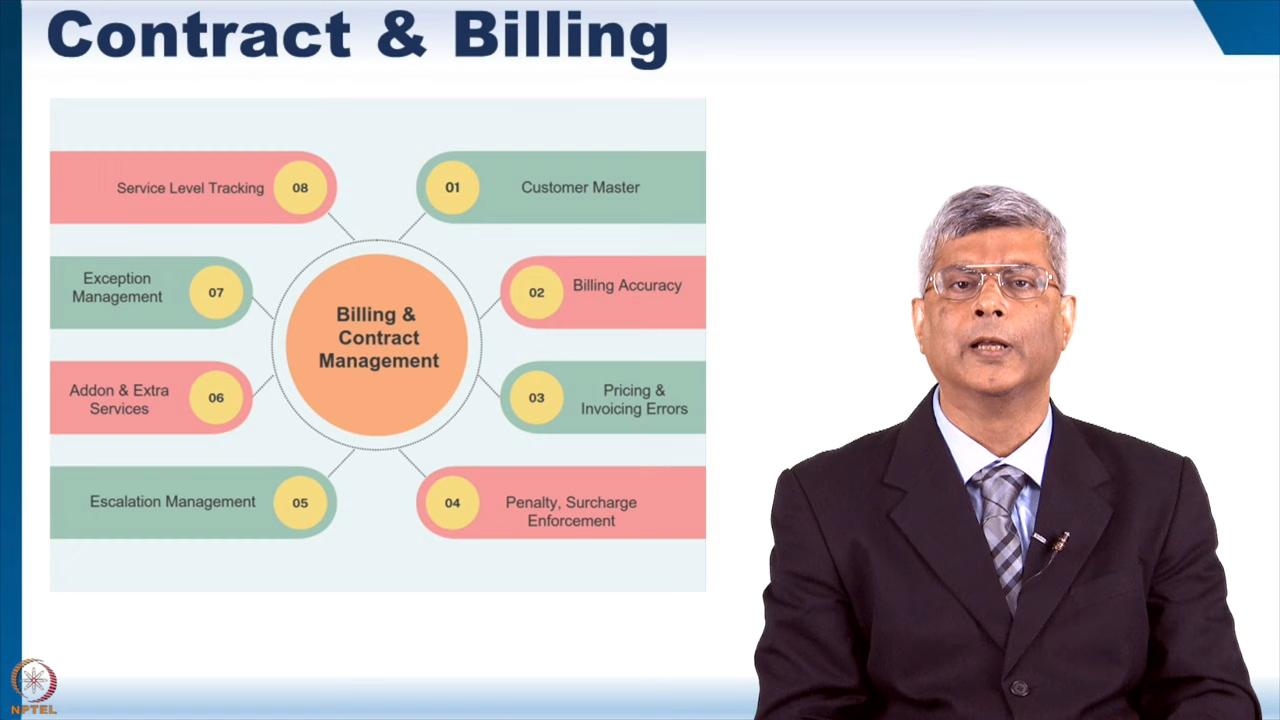 Contract & Billing
08
Service Level Tracking
01
Customer Master
07
Exception
Management
02
Billing Accuracy
Billing &
Contract
Management
06
Addon & Extra
Services
03
Pricing &
Invoicing Errors
05
Escalation Management
04
Penalty, Surcharge
Enforcement
NPTEL